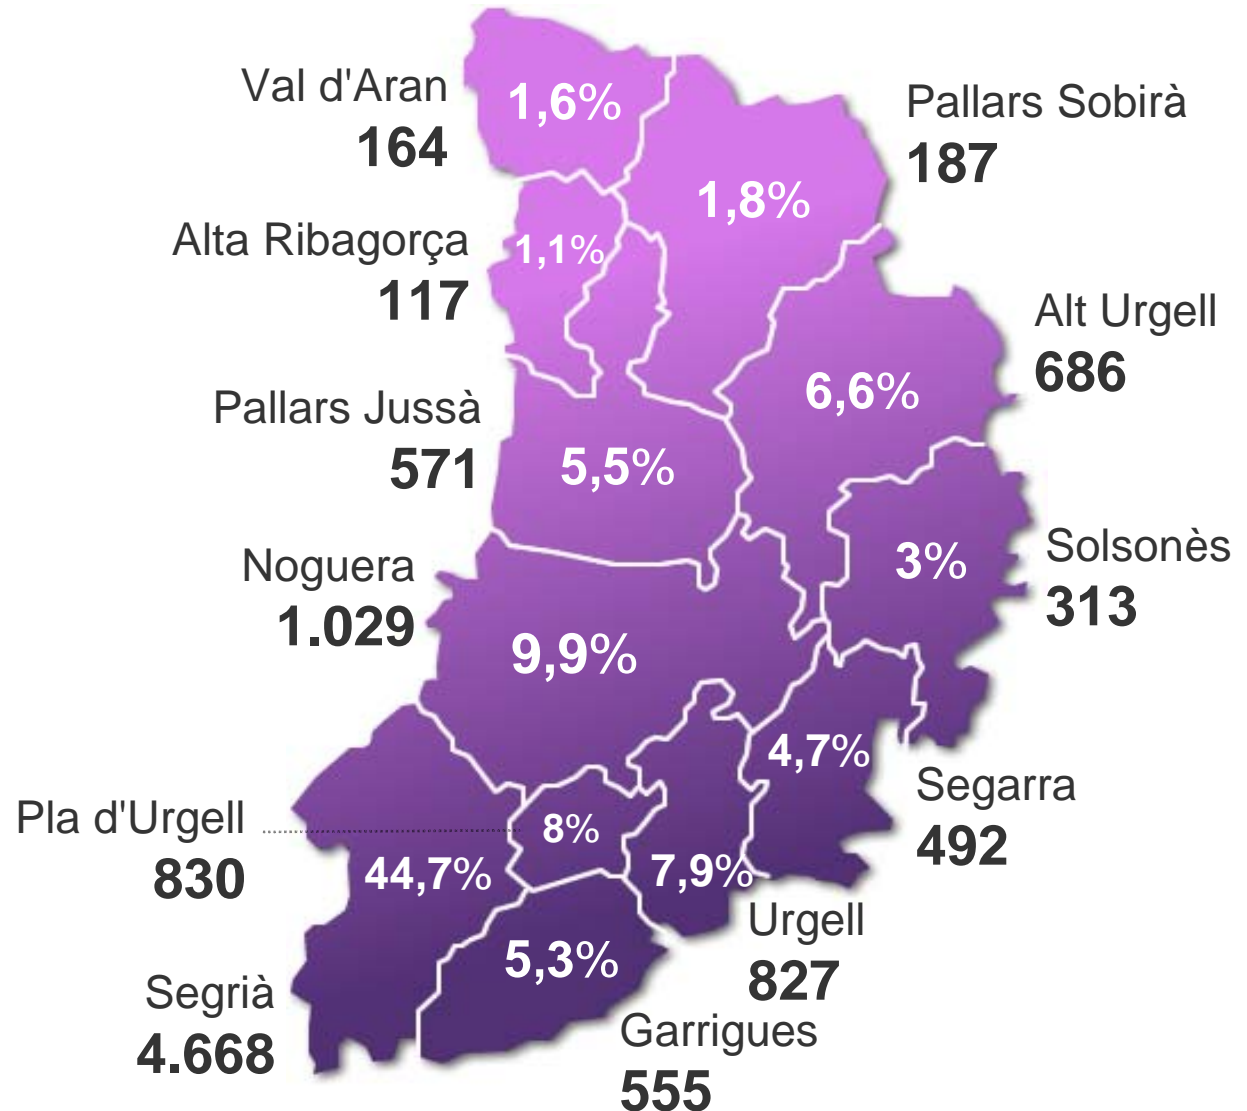 Val d'Aran
164
1,6%
Pallars Sobirà
187
1,8%
Alta Ribagorça
117
1,1%
Alt Urgell
686
6,6%
Pallars Jussà
571
5,5%
Noguera
1.029
9,9%
Solsonès
313
3%
4,7%
Segarra
492
Pla d'Urgell
830
8%
44,7%
7,9%
Urgell
827
Segrià
4.668
5,3%
Garrigues
555